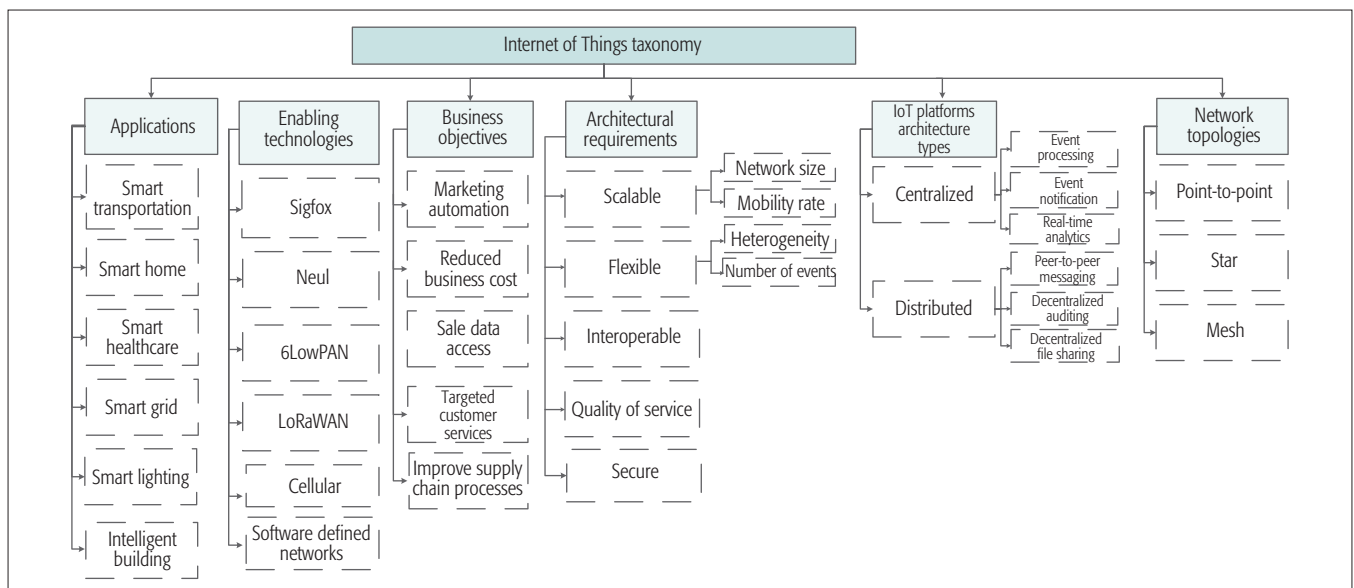 Internet of Things taxonomy
Applications
Smart
transportation
Smart home
Smart
healthcare
Smart grid
Smart lighting
Intelligent
building
Enabling
technologies
Sigfox
Neul
6LowPAN
LoRaWAN
Cellular
Software defined
networks
Business
objectives
Marketing
automation
Reduced
business cost
Sale data
access
Targeted
customer
services
Improve supply
chain processes
Architectural
requirements
Scalable
Network size
Mobility rate
Flexible
Heterogeneity
Number of events
Interoperable
Quality of service
Secure
IoT platforms
architecture
types
Centralized
Event
processing
Event
notification
Real-time
analytics
Distributed
Peer-to-peer
messaging
Decentralized
auditing
Decentralized
file sharing
Network
topologies
Point-to-point
Star
Mesh